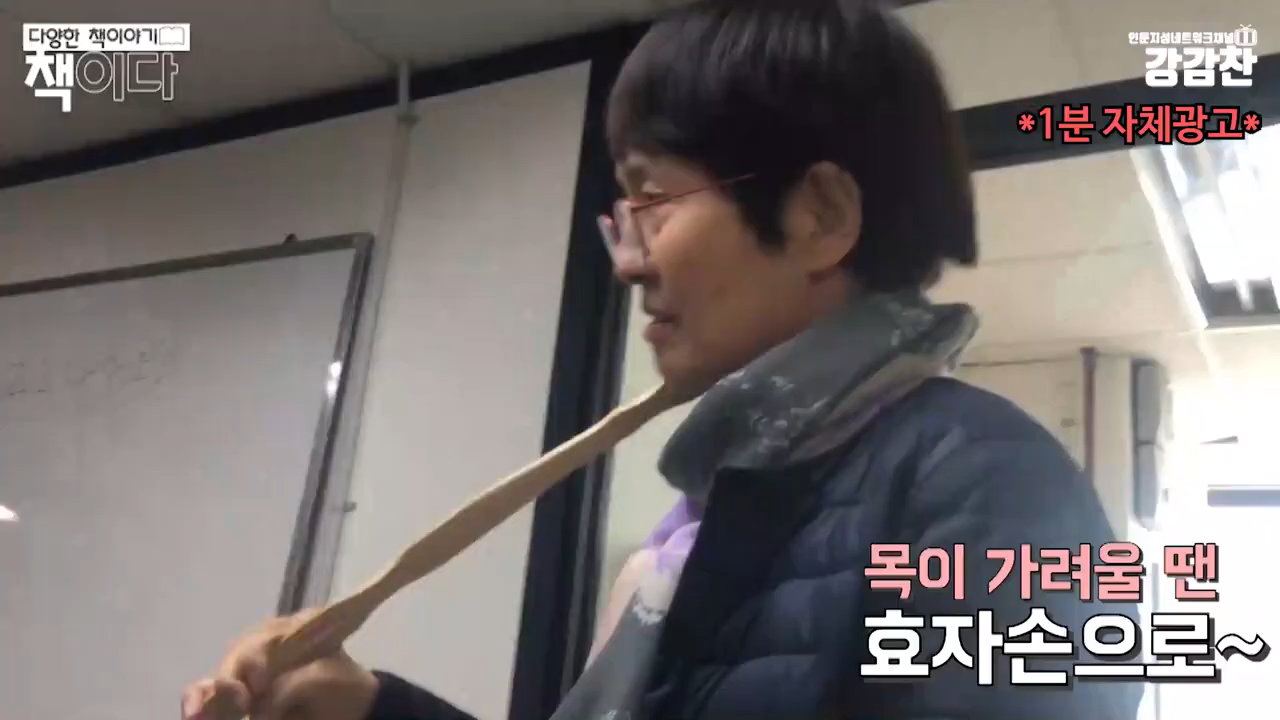 다양한 책이야기
책이다
인문지성네트워크채널
강감찬
*1분 자체광고*
목이 가려울 땐
효자손으로~